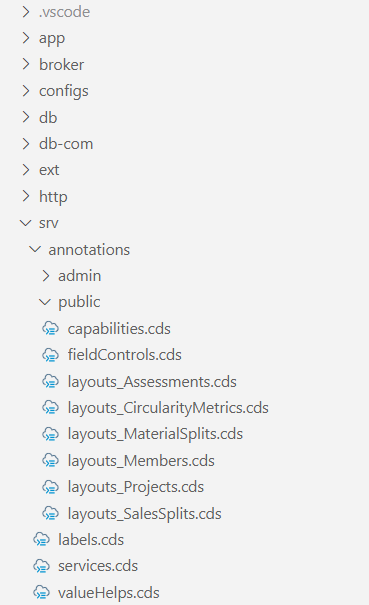 .vscode
app
broker
configs
db
db-com
ext
http
srv
annotations
admin
public
capabilities.cds
fieldControls.cds
layouts_Assessments.cds
layouts_CircularityMetrics.cds
layouts_MaterialSplits.cds
layouts_Members.cds
layouts_Projects.cds
layouts_SalesSplits.cds
labels.cds
services.cds
valueHelps.cds